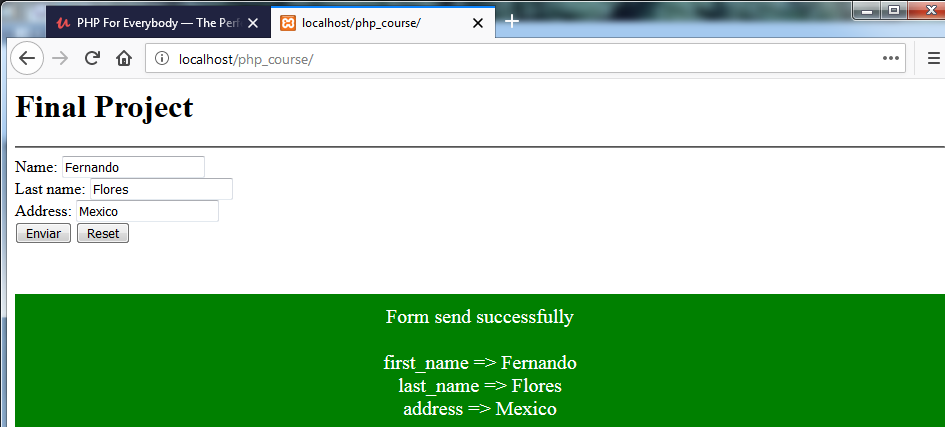 PHP For Everybody — The Perf
localhost/php_course/
localhost/php_course/
Final Project
Name: Fernando
Last name: Flores
Address: Mexico
Enviar Reset
Form send successfully
first_name => Fernando
last_name => Flores
address => Mexico